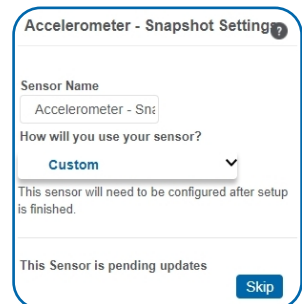 Accelerometer - Snapshot Settings
?
Sensor Name
Accelerometer - Sna
How will you use your sensor?
Custom
This sensor will need to be configured after setup
is finished.
This Sensor is pending updates
Skip